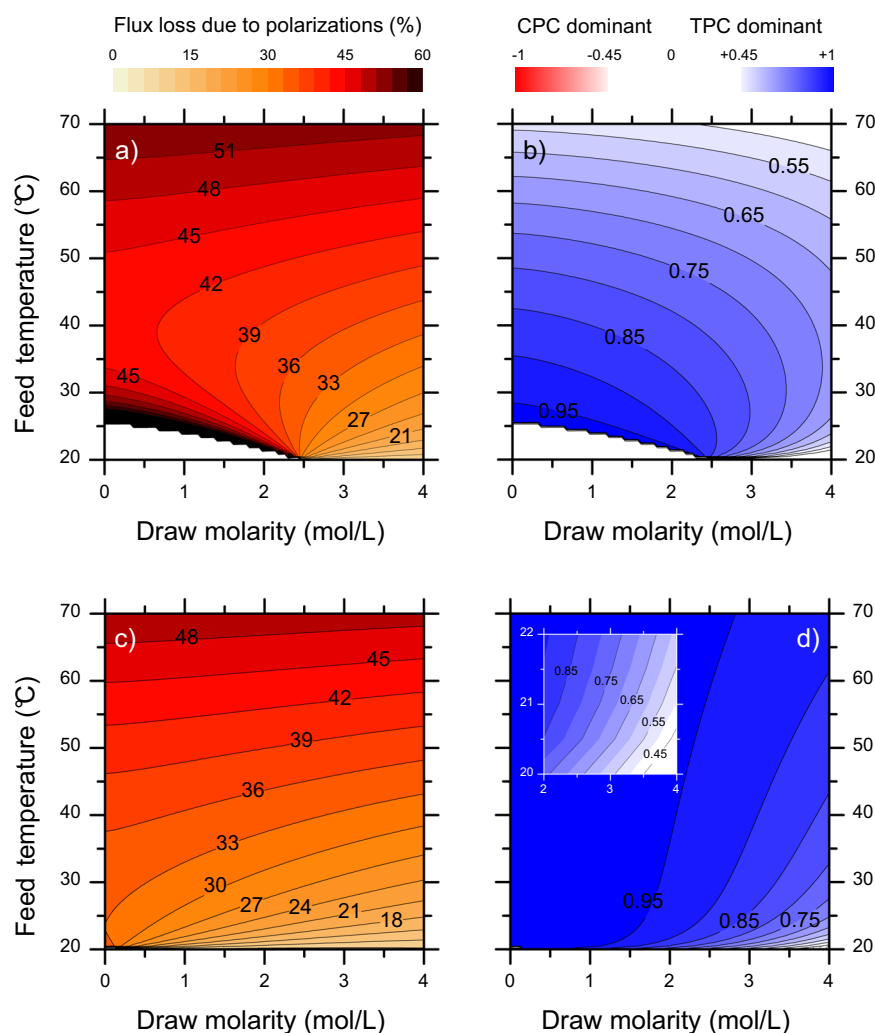 Flux loss due to polarizations (%)
0 15 30 45 60
CPC dominant TPC dominant
-1 -0.45 0 +0.45 +1
a)
70
60
50
40
30
20
0 1 2 3 4
51
48
45
42
39
36
33
45
27
21
Feed temperature (℃)
Draw molarity (mol/L)
b)
70
60
50
40
30
20
0 1 2 3 4
0.55
0.65
0.75
0.85
0.95
Draw molarity (mol/L)
c)
70
60
50
40
30
20
0 1 2 3 4
48
45
42
39
36
33
30
27 24 21 18
Feed temperature (℃)
Draw molarity (mol/L)
d)
70
60
50
40
30
20
0 1 2 3 4
22
21
20
2 3 4
0.85
0.75
0.65
0.55
0.45
0.95
0.85
0.75
Draw molarity (mol/L)